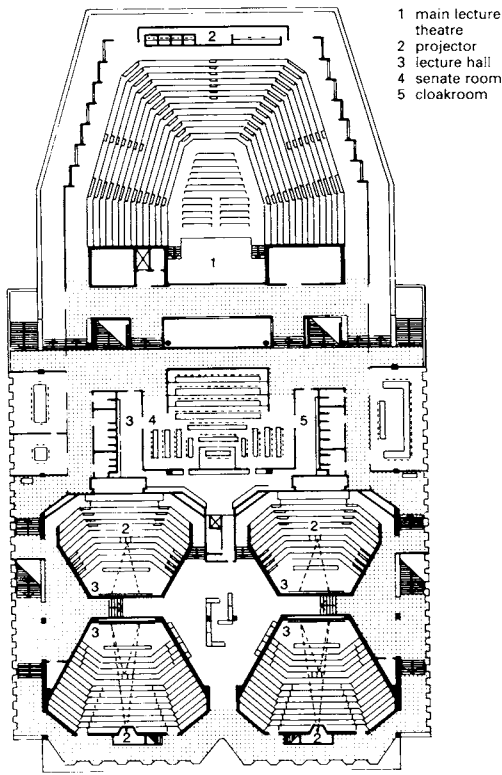 1 main lecture
theatre
2 projector
3 lecture hall
4 senate room
5 cloakroom
2
1
3 4 5
2 2
3 3
3 3
2 2